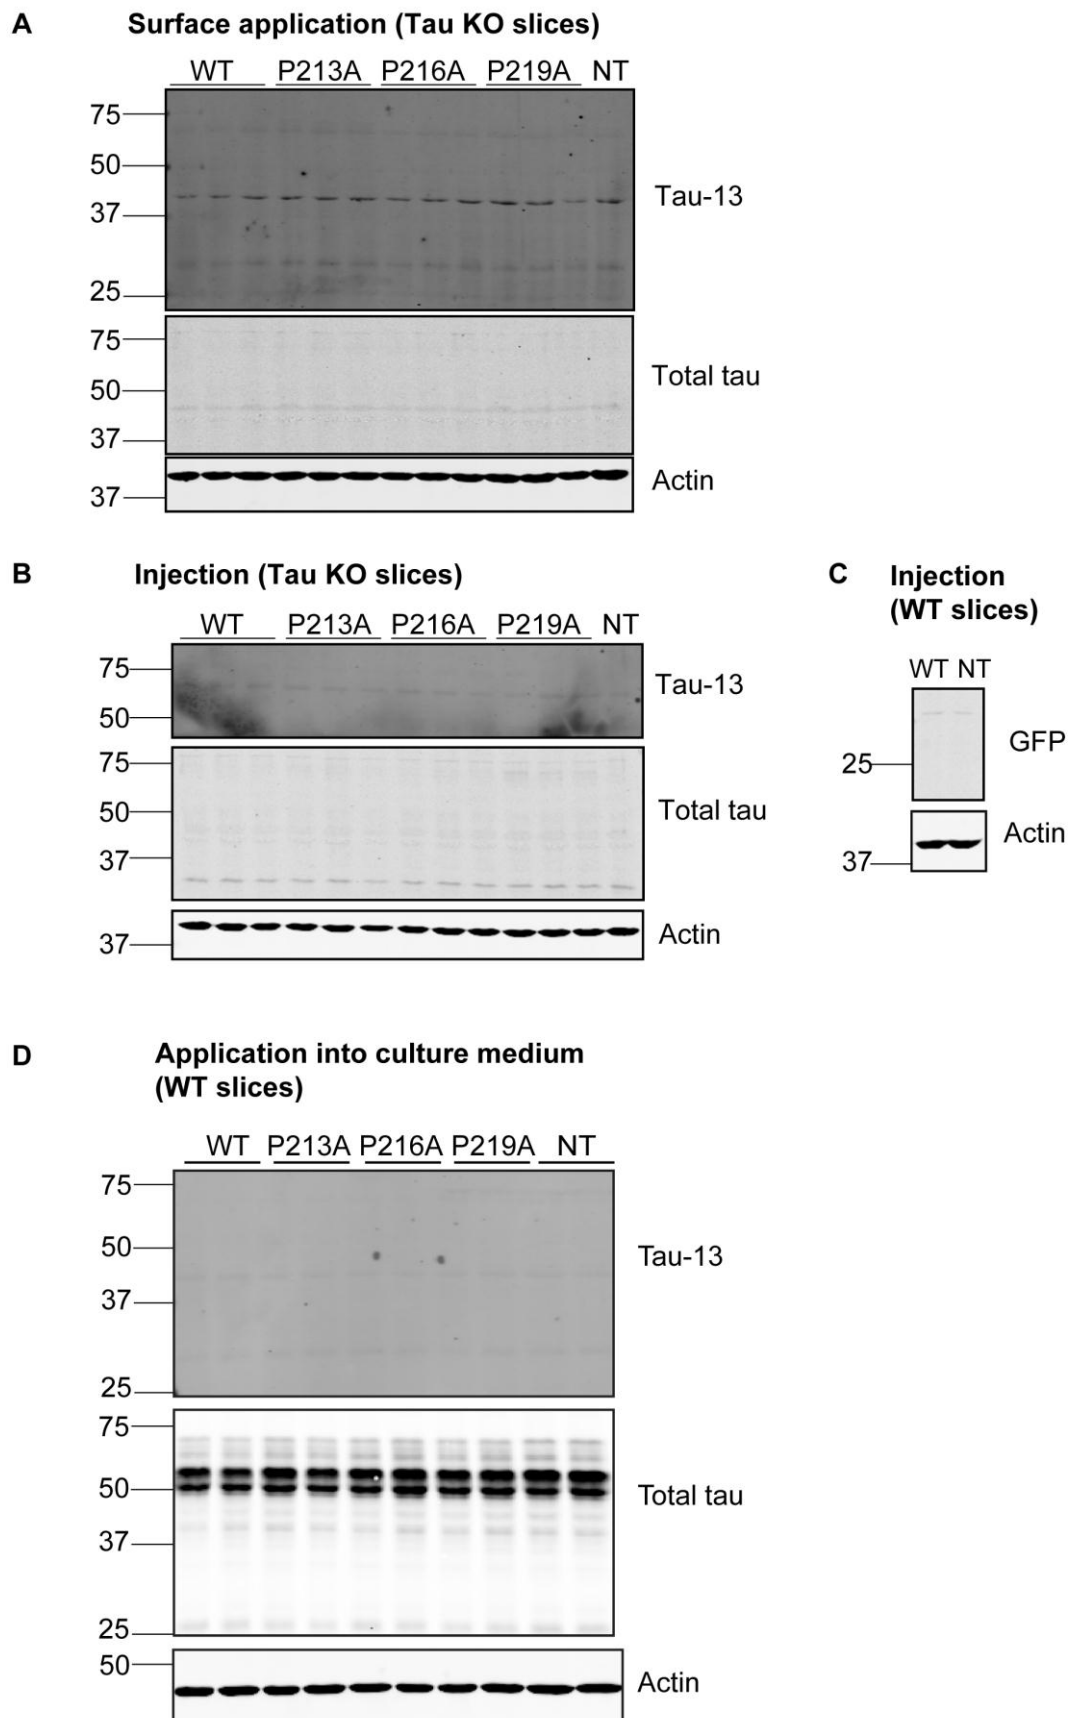 A Surface application (Tau KO slices)
WT P213A P216A P219A NT
75
50
37
25
Tau-13
75
50
37
Total tau
37
Actin
B Injection (Tau KO slices)
WT P213A P216A P219A NT
75
50
Tau-13
75
50
37
Total tau
37
Actin
C Injection
(WT slices)
WT NT
25
GFP
37
Actin
D Application into culture medium
(WT slices)
WT P213A P216A P219A NT
75
50
37
25
Tau-13
75
50
37
25
Total tau
50
Actin